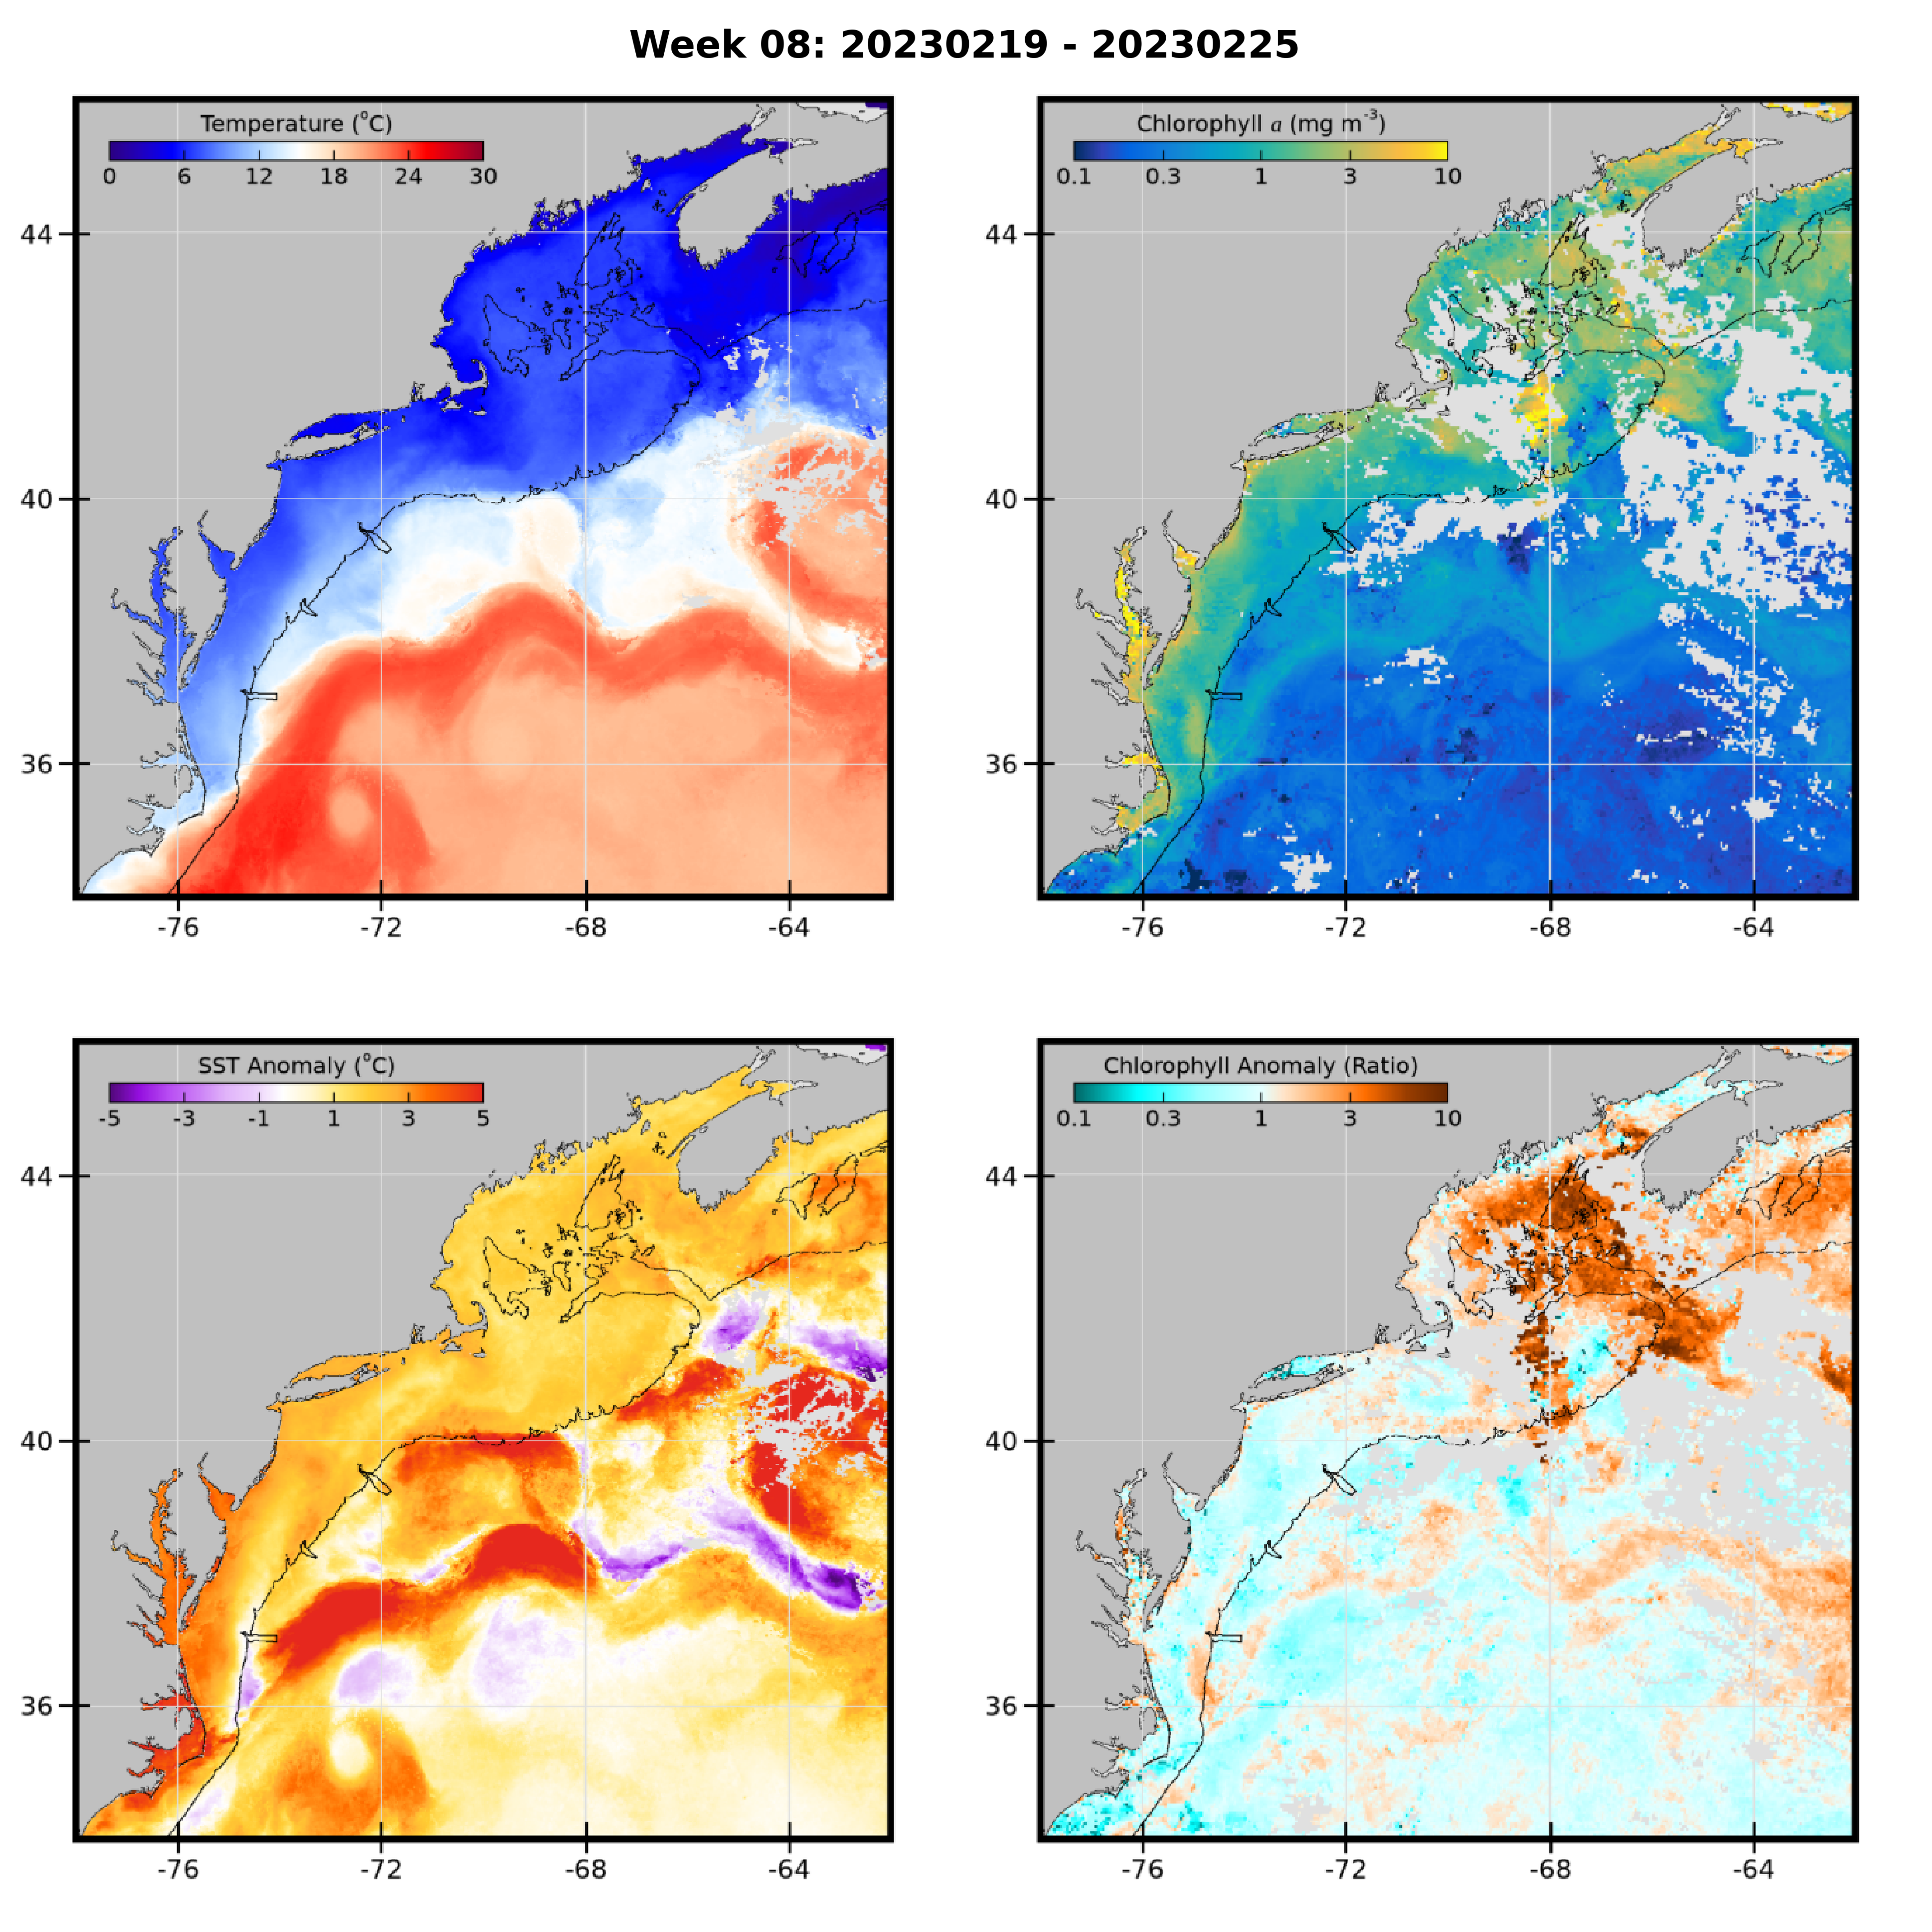 Week 08: 20230219 - 20230225
Temperature (°C)
0 6 12 18 24 30
44
40
36
-76 -72 -68 -64
Chlorophyll a (mg m⁻³)
0.1 0.3 1 3 10
44
40
36
-76 -72 -68 -64
SST Anomaly (°C)
-5 -3 -1 1 3 5
44
40
36
-76 -72 -68 -64
Chlorophyll Anomaly (Ratio)
0.1 0.3 1 3 10
44
40
36
-76 -72 -68 -64